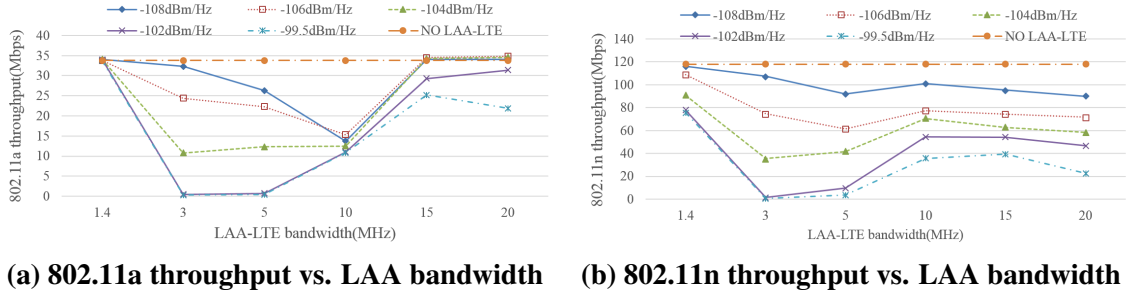 -108dBm/Hz -106dBm/Hz -104dBm/Hz
-102dBm/Hz -99.5dBm/Hz NO LAA-LTE
802.11a throughput(Mbps)
40
35
30
25
20
15
10
5
0
1.4 3 5 10 15 20
LAA-LTE bandwidth(MHz)
(a) 802.11a throughput vs. LAA bandwidth
-108dBm/Hz -106dBm/Hz -104dBm/Hz
-102dBm/Hz -99.5dBm/Hz NO LAA-LTE
802.11n throughput(Mbps)
140
120
100
80
60
40
20
0
1.4 3 5 10 15 20
LAA-LTE bandwidth(MHz)
(b) 802.11n throughput vs. LAA bandwidth